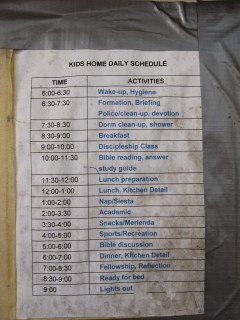 KIDS HOME DAILY SCHEDULE
TIME ACTIVITIES
6:00-6:30 Wake-up, Hygiene
6:30-7:30 Formation, Briefing
Police/clean-up, devotion
7:30-8:30 Dorm clean-up, shower
8:30-9:00 Breakfast
9:00-10:00 Discipleship Class
10:00-11:30 Bible reading, answer
study guide
11:30-12:00 Lunch preparation
12:00-1:00 Lunch, Kitchen Detail
1:00-2:00 Nap/Siesta
2:00-3:30 Academic
3:30-4:00 Snacks/Merienda
4:00-5:00 Sports/Recreation
5:00-6:00 Bible discussion
6:00-7:00 Dinner, Kitchen Detail
7:00-8:30 Fellowship, Reflection
8:30-9:00 Ready for bed
9:00 Lights out